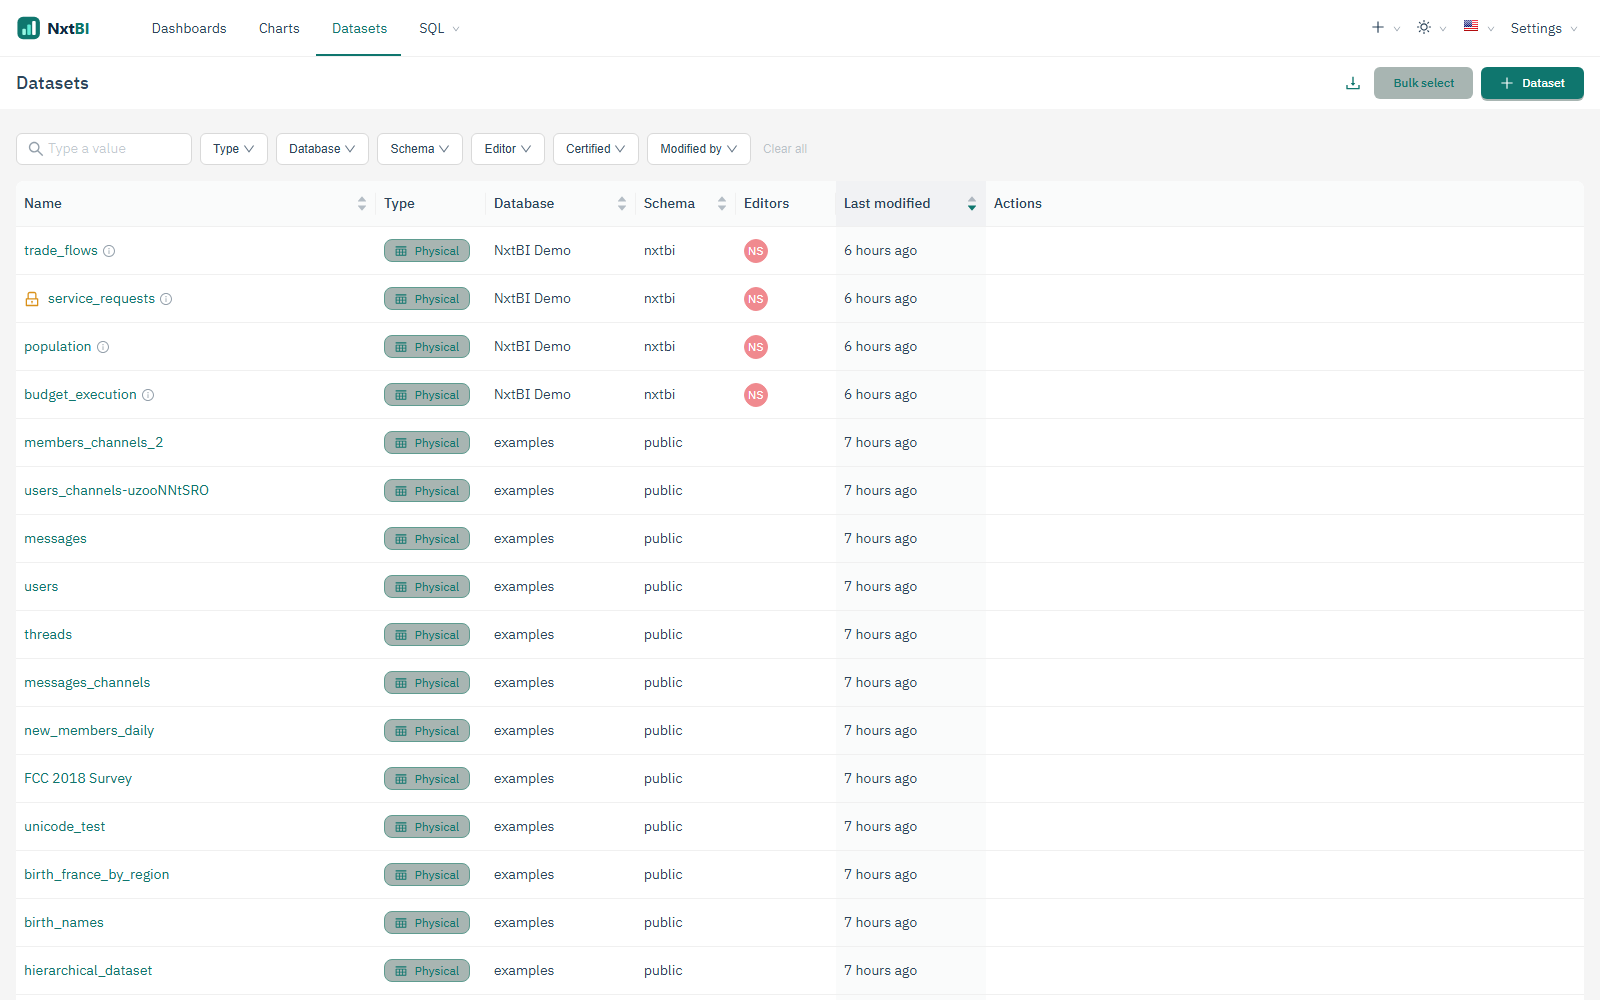 NxtBI Dashboards Charts Datasets SQL Settings
Datasets Bulk select Dataset
Type a value Type Database Schema Editor Certified Modified by Clear all
Name Type Database Schema Editors Last modified Actions
trade_flows Physical NxtBI Demo nxtbi NS 6 hours ago
service_requests Physical NxtBI Demo nxtbi NS 6 hours ago
population Physical NxtBI Demo nxtbi NS 6 hours ago
budget_execution Physical NxtBI Demo nxtbi NS 6 hours ago
members_channels_2 Physical examples public 7 hours ago
users_channels-uzooNNtSRO Physical examples public 7 hours ago
messages Physical examples public 7 hours ago
users Physical examples public 7 hours ago
threads Physical examples public 7 hours ago
messages_channels Physical examples public 7 hours ago
new_members_daily Physical examples public 7 hours ago
FCC 2018 Survey Physical examples public 7 hours ago
unicode_test Physical examples public 7 hours ago
birth_france_by_region Physical examples public 7 hours ago
birth_names Physical examples public 7 hours ago
hierarchical_dataset Physical examples public 7 hours ago